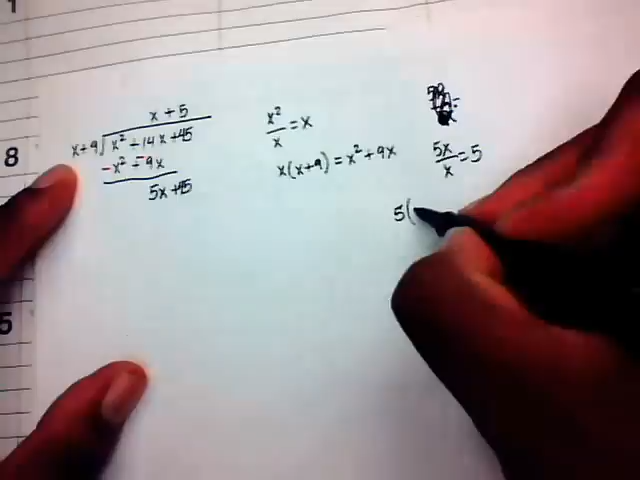 1
8
5
x + 5
x+9 x² + 14x + 45
- x² - 9x
5x + 45
x²/x = x
x(x+9) = x² + 9x
5x/x = 5
5(